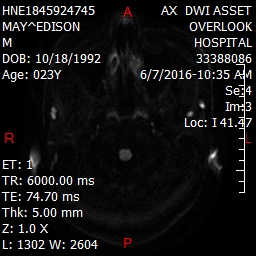 HNE1845924745
MAY^EDISON
M
DOB: 10/18/1992
Age: 023Y
AX DWI ASSET
OVERLOOK
HOSPITAL
33388086
6/7/2016-10:35 AM
Se:4
Im:3
Loc: I 41.47
A
R
L
ET: 1
TR: 6000.00 ms
TE: 74.70 ms
Thk: 5.00 mm
Z: 1.0 X
L: 1302 W: 2604
P